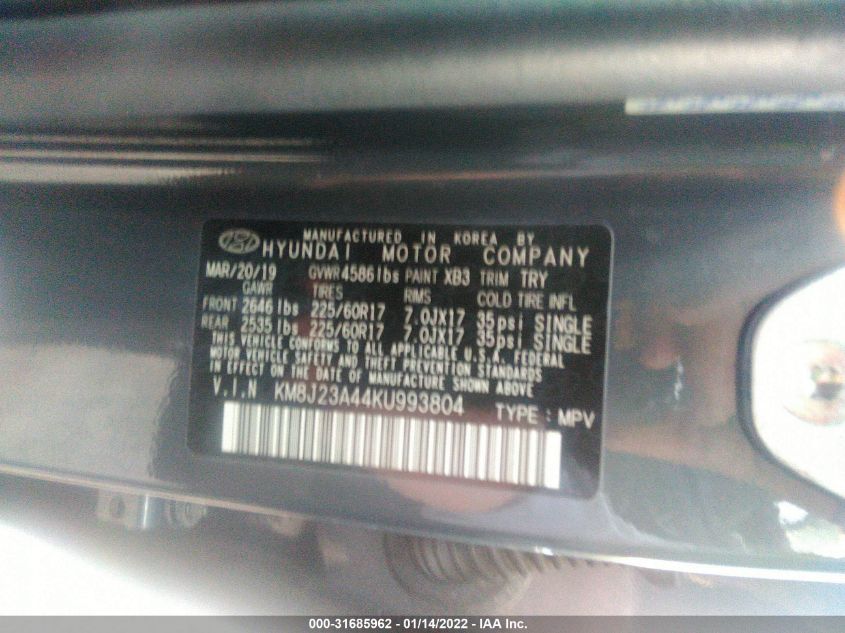 MANUFACTURED IN KOREA BY
HYUNDAI MOTOR COMPANY
MAR/20/19 GVWR 4586lbs PAINT XB3 TRIM TRY
GAWR TIRES RIMS COLD TIRE INFL
FRONT 2646 lbs 225/60R17 7.0JX17 35psi SINGLE
REAR 2535 lbs 225/60R17 7.0JX17 35psi SINGLE
THIS VEHICLE CONFORMS TO ALL APPLICABLE U.S.A. FEDERAL
MOTOR VEHICLE SAFETY AND THEFT PREVENTION STANDARDS
IN EFFECT ON THE DATE OF MANUFACTURE SHOWN ABOVE
V.I.N KM8J23A44KU993804 TYPE : MPV
000-31685962 - 01/14/2022 - IAA Inc.